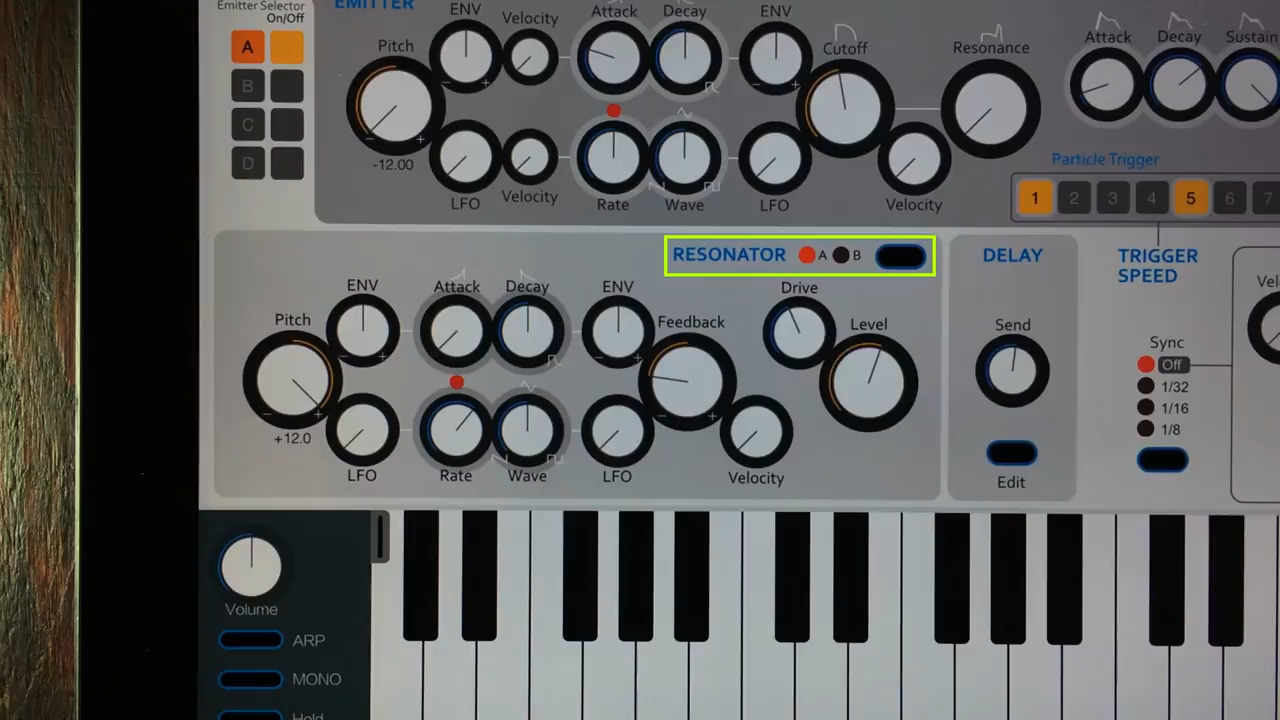 Emitter Selector
On/Off
EMITTER
A
B
C
D
Pitch
-12.00
ENV
Velocity
Attack
Decay
ENV
Cutoff
Resonance
Attack
Decay
Sustain
LFO
Velocity
Rate
Wave
LFO
Velocity
Particle Trigger
1 2 3 4 5 6 7
RESONATOR A B
DELAY
TRIGGER
SPEED
Pitch
+12.0
ENV
Attack
Decay
ENV
Feedback
Drive
Level
LFO
Rate
Wave
LFO
Velocity
Send
Edit
Sync
Off
1/32
1/16
1/8
Volume
ARP
MONO
Hold